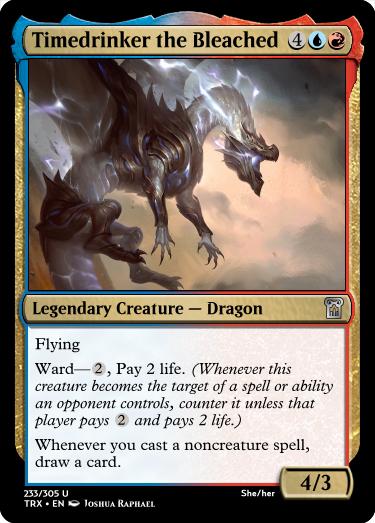 Timedrinker the Bleached 4
Legendary Creature — Dragon
Flying
Ward—2, Pay 2 life. (Whenever this
creature becomes the target of a spell or ability
an opponent controls, counter it unless that
player pays 2 and pays 2 life.)
Whenever you cast a noncreature spell,
draw a card.
4/3
233/305 U She/her
TRX • EN Joshua Raphael